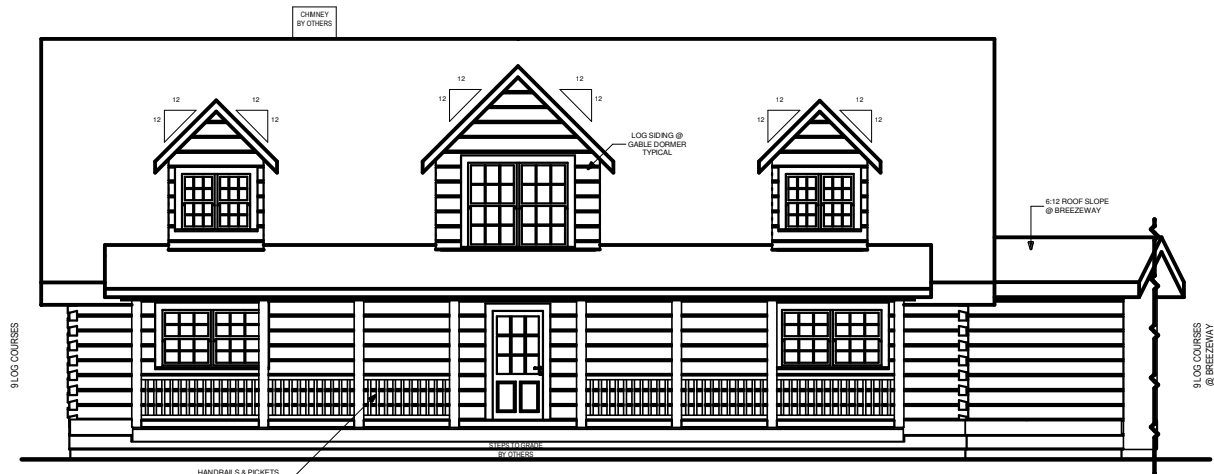 CHIMNEY
BY OTHERS
12
12
12
12
12
12
12
12
12
12
12
12
LOG SIDING @
GABLE DORMER
TYPICAL
6:12 ROOF SLOPE
@ BREEZEWAY
9 LOG COURSES
9 LOG COURSES
@ BREEZEWAY
STEPS TO GRADE
BY OTHERS
HANDRAILS & PICKETS